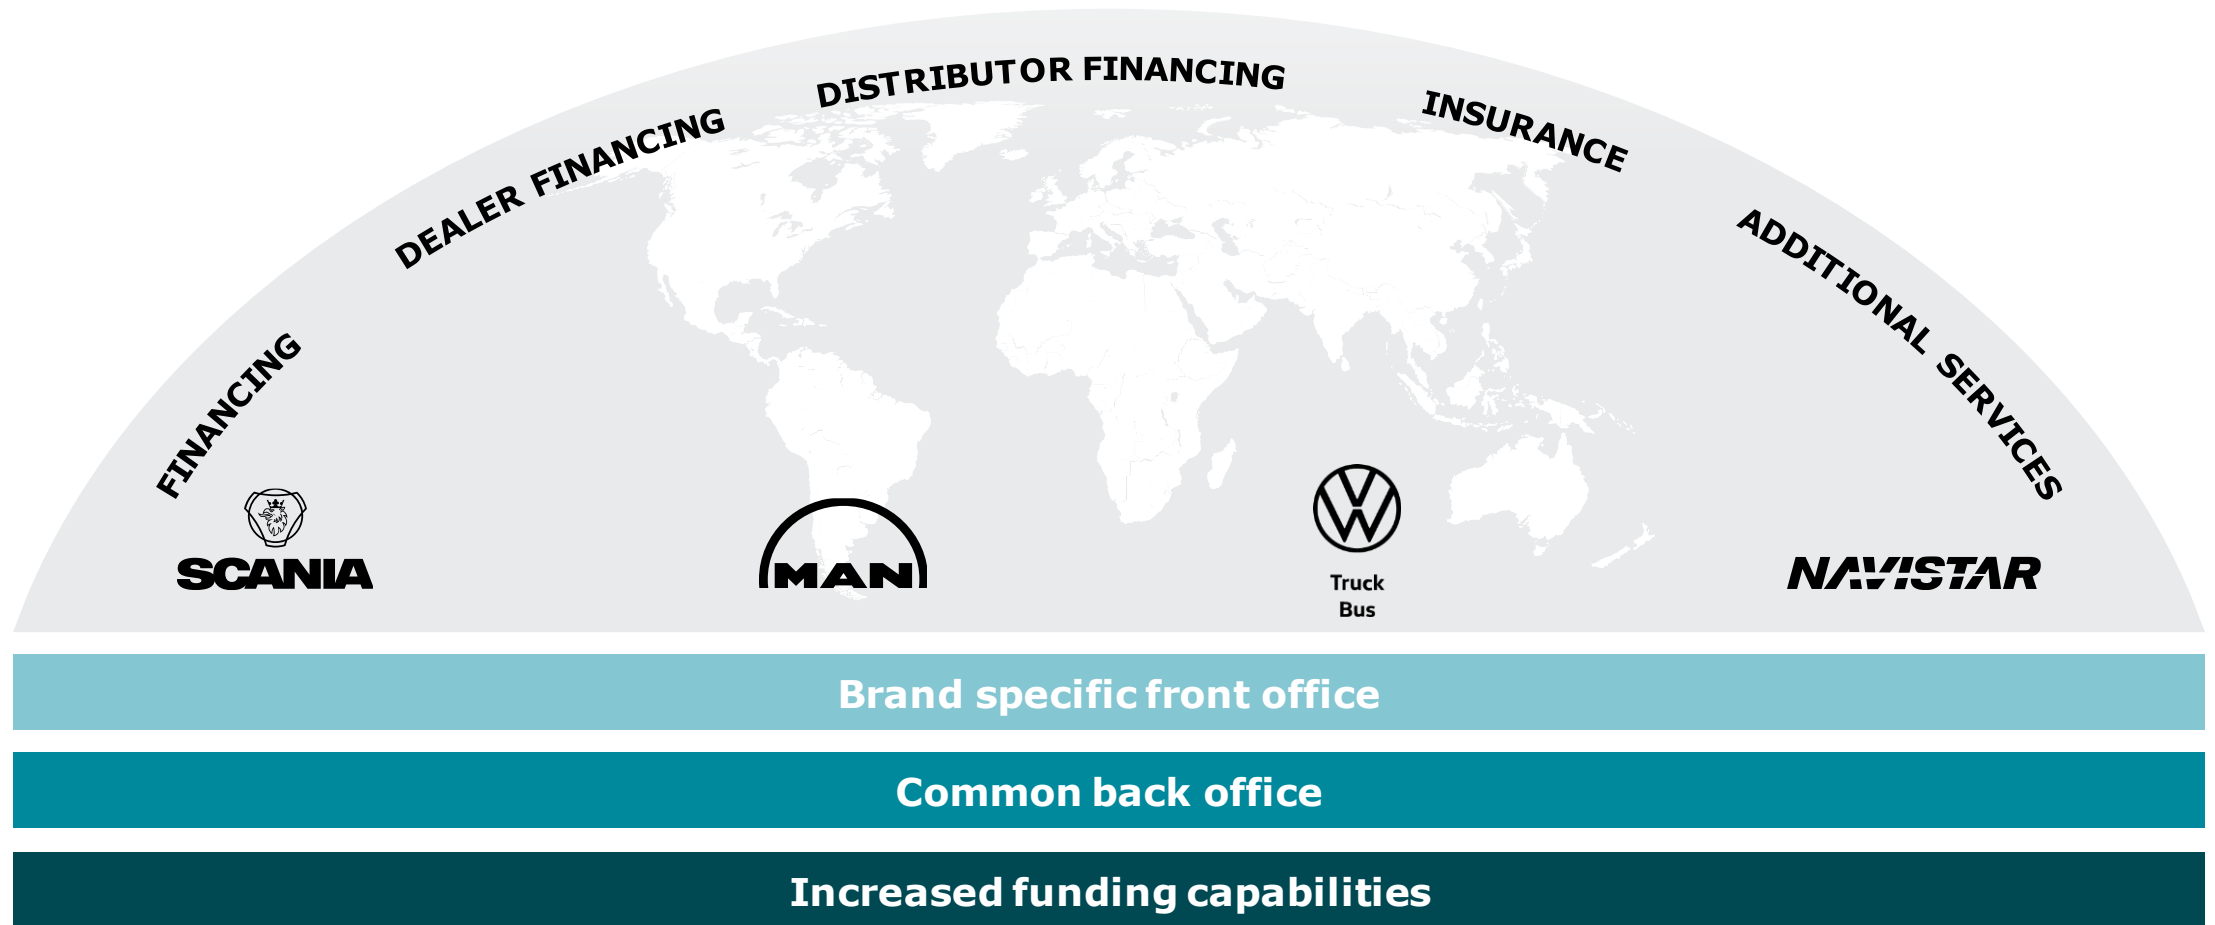 FINANCING
DEALER FINANCING
DISTRIBUTOR FINANCING
INSURANCE
ADDITIONAL SERVICES
SCANIA
MAN
Truck
Bus
NAVISTAR
Brand specific front office
Common back office
Increased funding capabilities